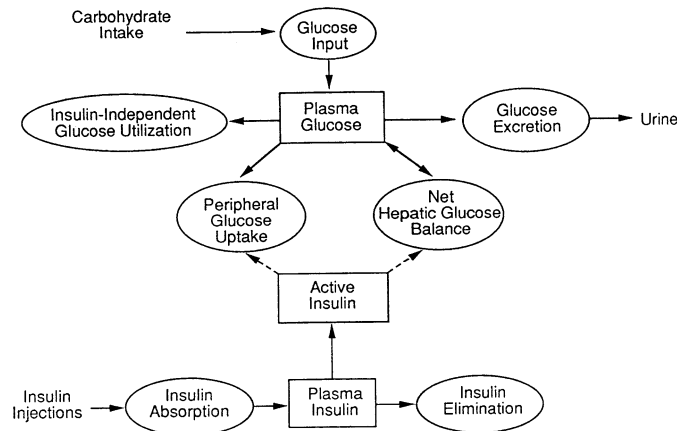 Carbohydrate
Intake
Glucose
Input
Insulin-Independent
Glucose Utilization
Plasma
Glucose
Glucose
Excretion
Urine
Peripheral
Glucose
Uptake
Net
Hepatic Glucose
Balance
Active
Insulin
Insulin
Injections
Insulin
Absorption
Plasma
Insulin
Insulin
Elimination